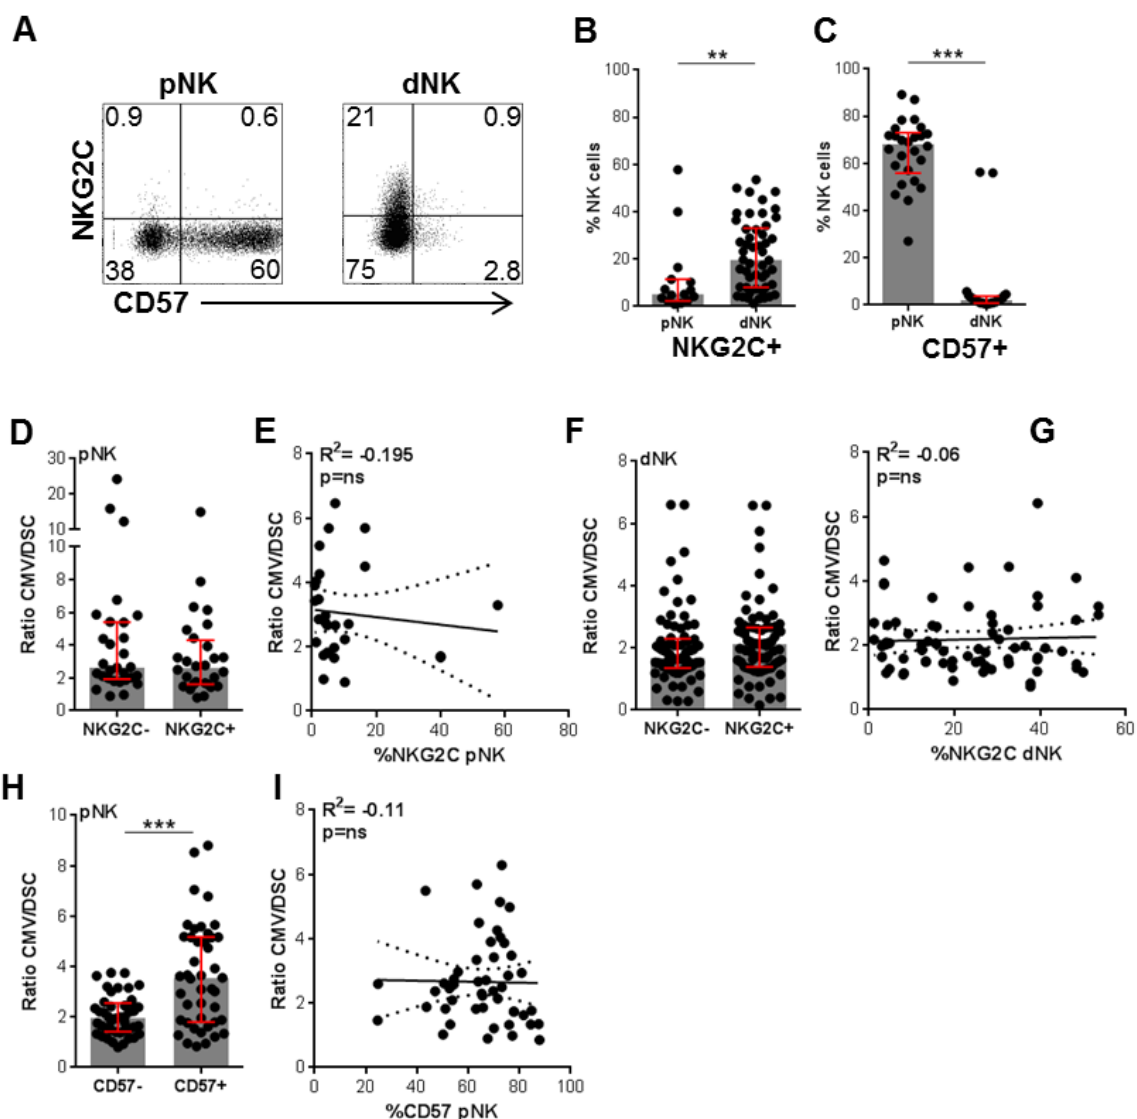 A
pNK
dNK
NKG2C
0.9
0.6
38
60
21
0.9
75
2.8
CD57
B
**
% NK cells
100
80
60
40
20
0
pNK
dNK
NKG2C+
C
***
% NK cells
100
80
60
40
20
0
pNK
dNK
CD57+
D
pNK
Ratio CMV/DSC
30
20
10
10
8
6
4
2
0
NKG2C-
NKG2C+
E
R2= -0.195
p=ns
Ratio CMV/DSC
8
6
4
2
0
0
20
40
60
80
%NKG2C pNK
F
dNK
Ratio CMV/DSC
8
6
4
2
0
NKG2C-
NKG2C+
G
R2= -0.06
p=ns
Ratio CMV/DSC
8
6
4
2
0
0
20
40
60
%NKG2C dNK
H
pNK
***
Ratio CMV/DSC
10
8
6
4
2
0
CD57-
CD57+
I
R2= -0.11
p=ns
Ratio CMV/DSC
8
6
4
2
0
0
20
40
60
80
100
%CD57 pNK